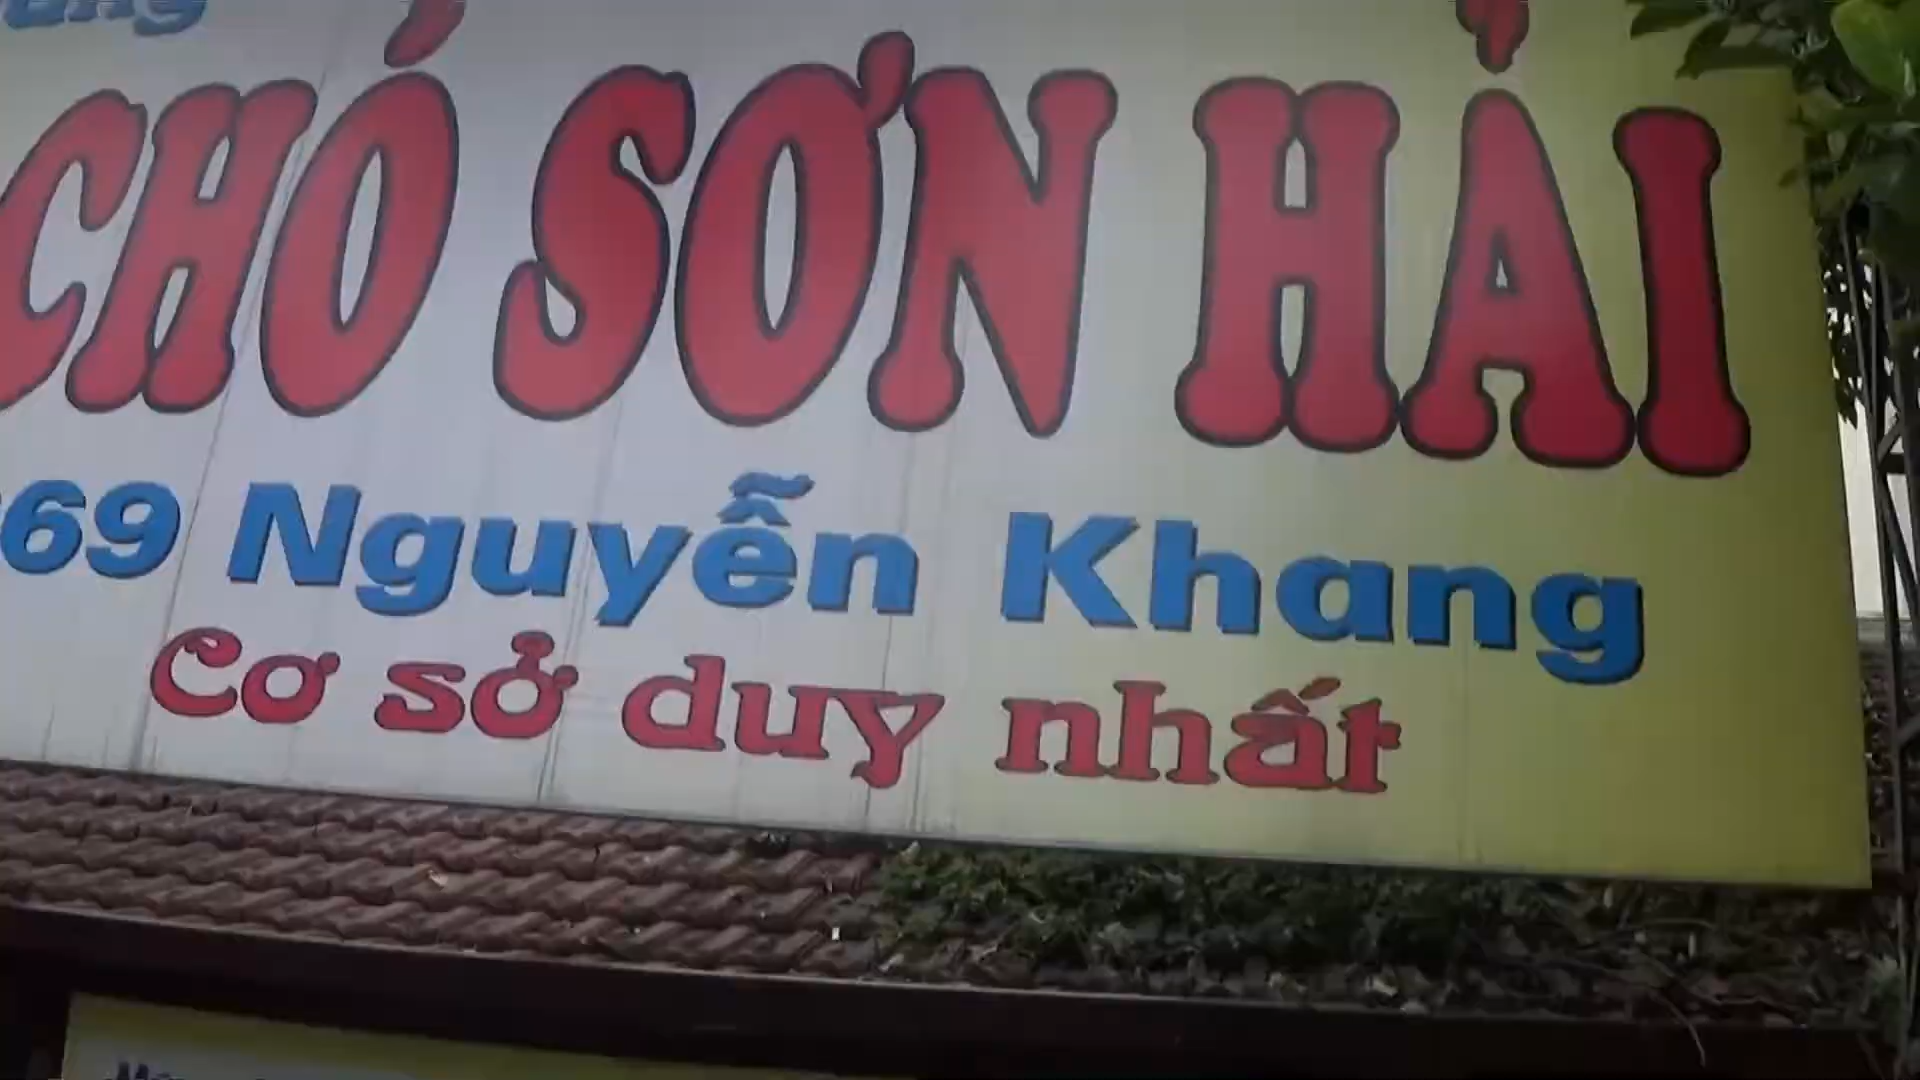 CHÓ SƠN HẢI
69 Nguyễn Khang
Cơ sở duy nhất